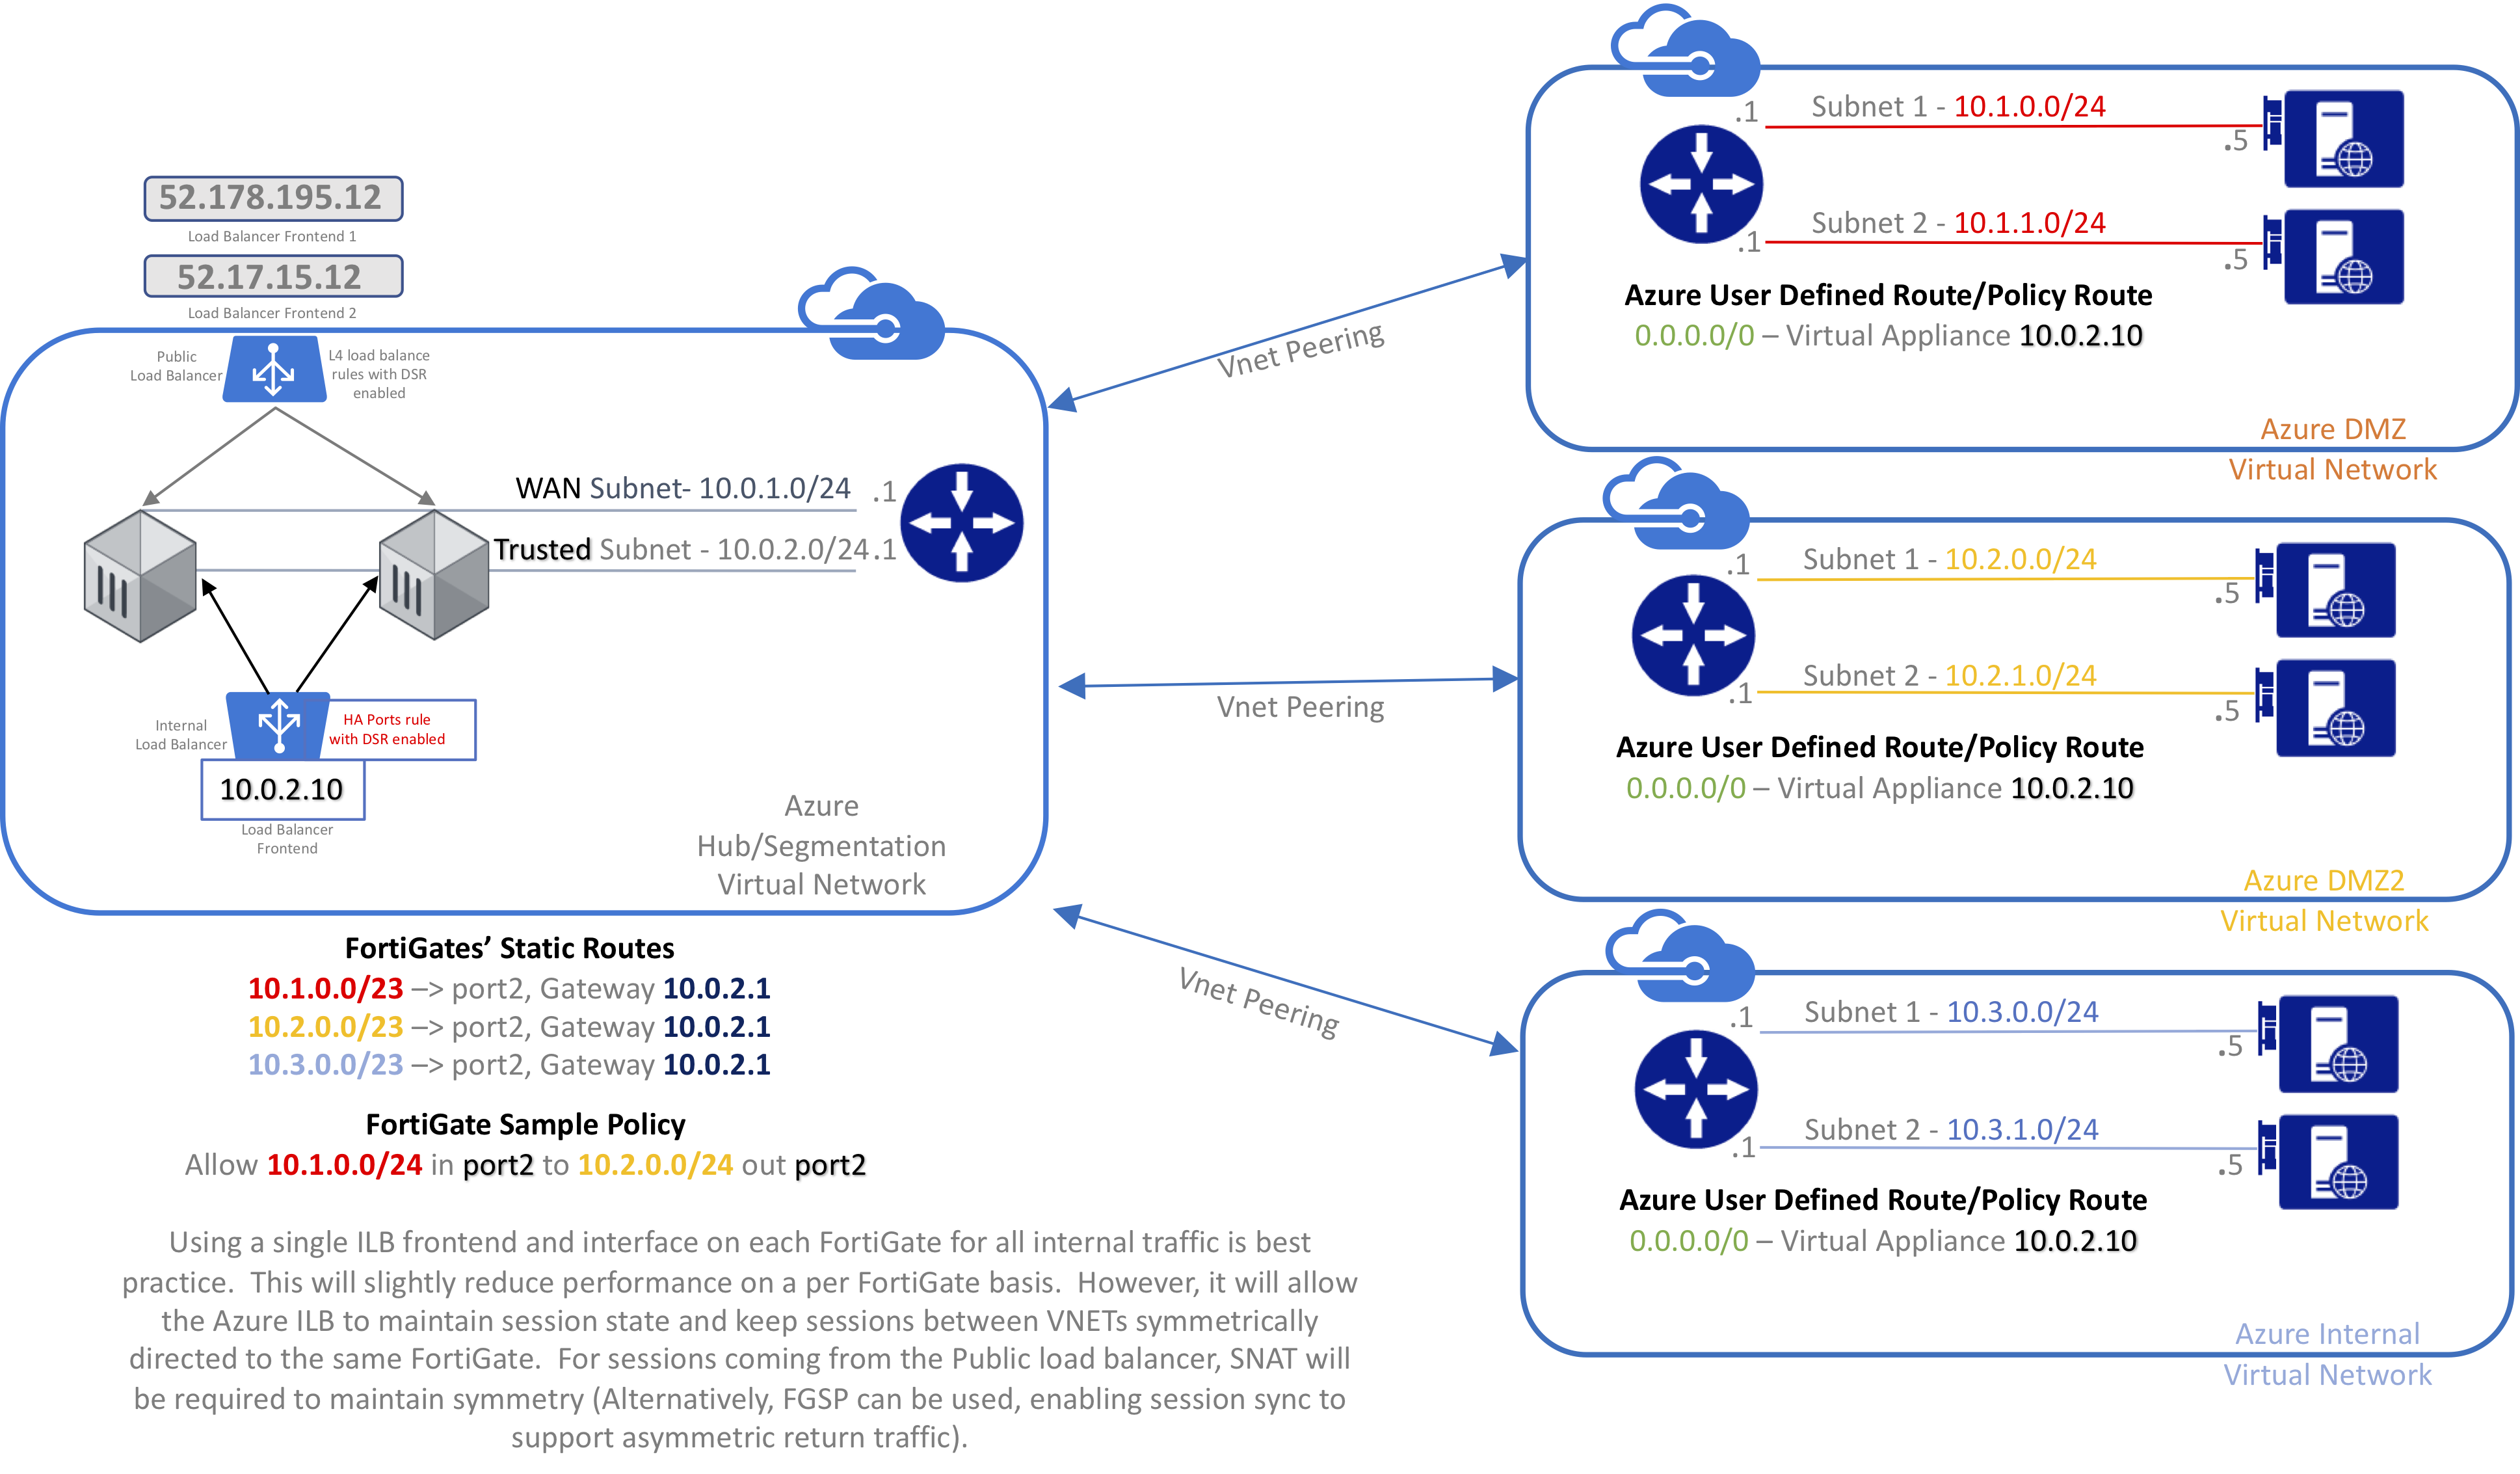 52.178.195.12
Load Balancer Frontend 1
52.17.15.12
Load Balancer Frontend 2
Public
Load Balancer
L4 load balance
rules with DSR
enabled
WAN Subnet- 10.0.1.0/24
.1
Trusted Subnet - 10.0.2.0/24
.1
Internal
Load Balancer
HA Ports rule
with DSR enabled
10.0.2.10
Load Balancer
Frontend
Azure
Hub/Segmentation
Virtual Network
Vnet Peering
Vnet Peering
Vnet Peering
.1
Subnet 1 - 10.1.0.0/24
.5
Subnet 2 - 10.1.1.0/24
.1
.5
Azure User Defined Route/Policy Route
0.0.0.0/0 – Virtual Appliance 10.0.2.10
Azure DMZ
Virtual Network
.1
Subnet 1 - 10.2.0.0/24
.5
Subnet 2 - 10.2.1.0/24
.1
.5
Azure User Defined Route/Policy Route
0.0.0.0/0 – Virtual Appliance 10.0.2.10
Azure DMZ2
Virtual Network
.1
Subnet 1 - 10.3.0.0/24
.5
Subnet 2 - 10.3.1.0/24
.1
.5
Azure User Defined Route/Policy Route
0.0.0.0/0 – Virtual Appliance 10.0.2.10
Azure Internal
Virtual Network
FortiGates’ Static Routes
10.1.0.0/23 –> port2, Gateway 10.0.2.1
10.2.0.0/23 –> port2, Gateway 10.0.2.1
10.3.0.0/23 –> port2, Gateway 10.0.2.1
FortiGate Sample Policy
Allow 10.1.0.0/24 in port2 to 10.2.0.0/24 out port2
Using a single ILB frontend and interface on each FortiGate for all internal traffic is best
practice.  This will slightly reduce performance on a per FortiGate basis.  However, it will allow
the Azure ILB to maintain session state and keep sessions between VNETs symmetrically
directed to the same FortiGate.  For sessions coming from the Public load balancer, SNAT will
be required to maintain symmetry (Alternatively, FGSP can be used, enabling session sync to
support asymmetric return traffic).